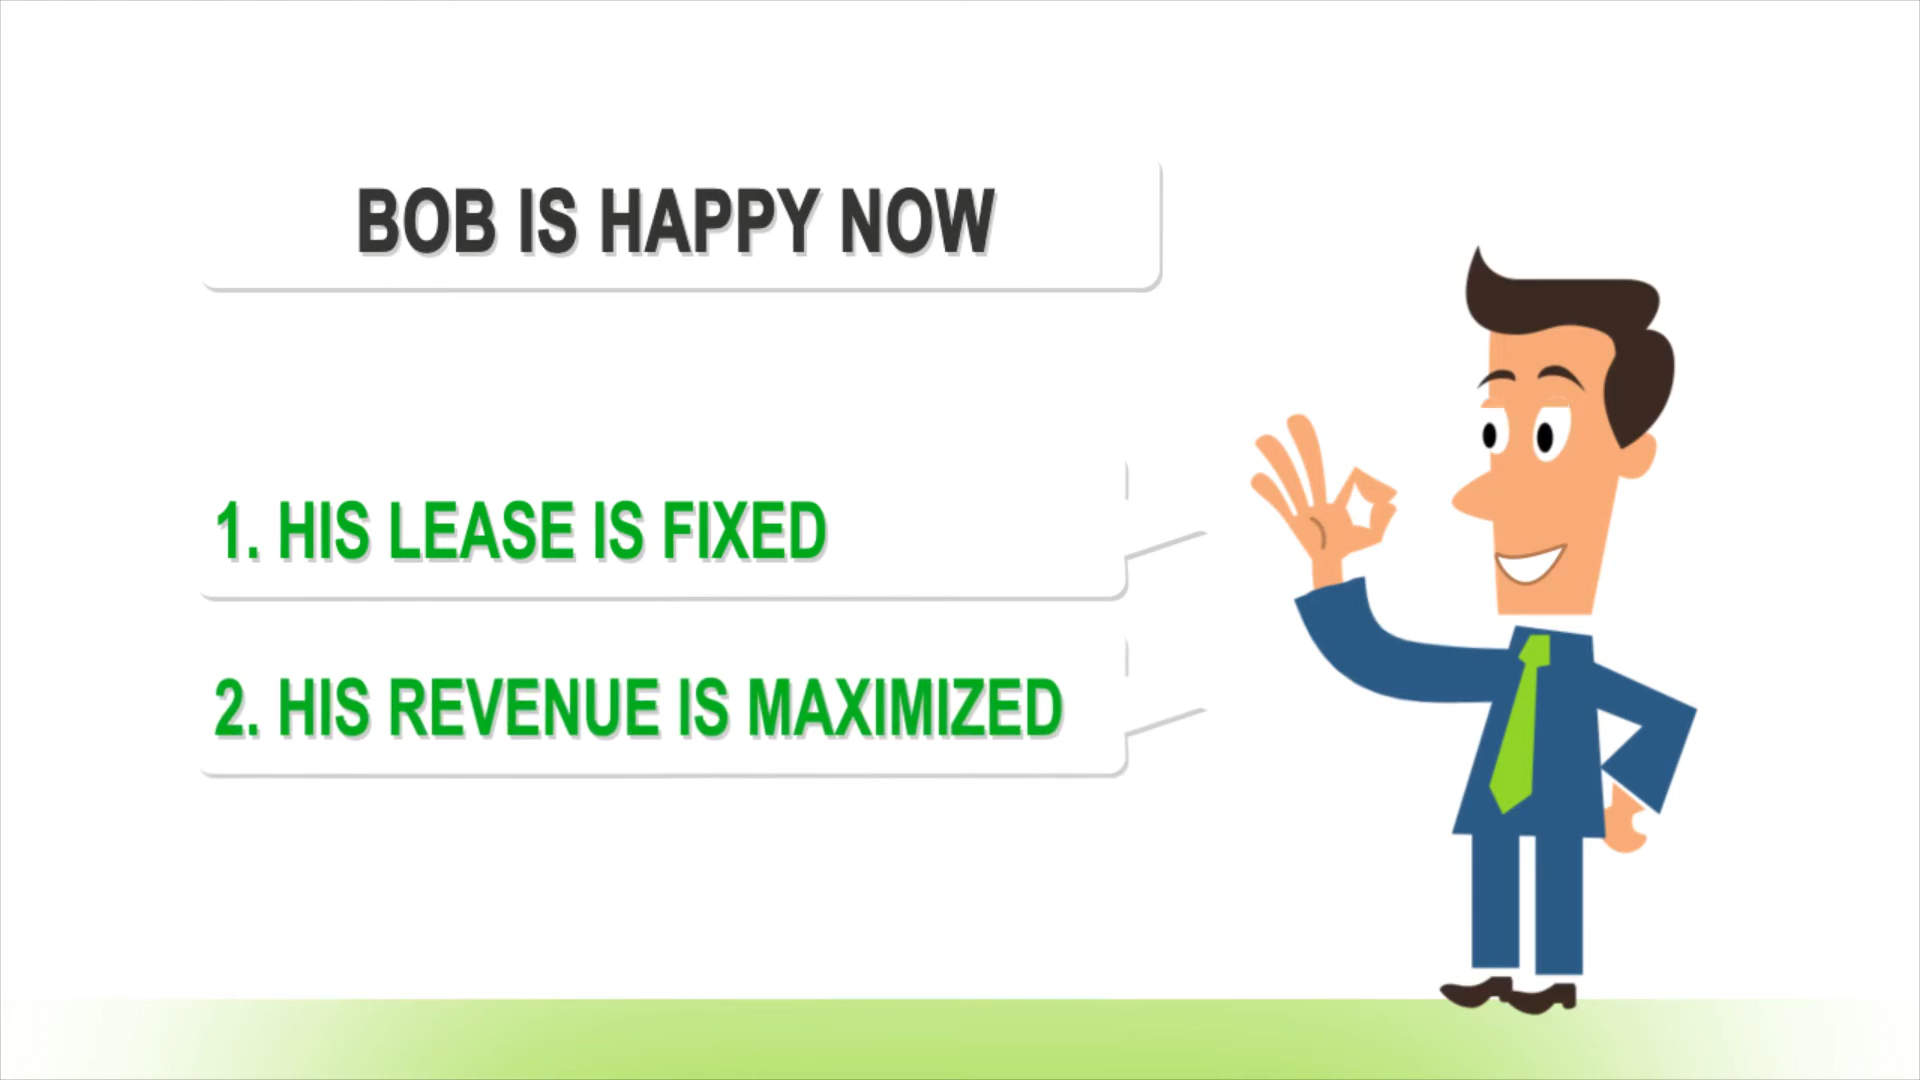 BOB IS HAPPY NOW
1. HIS LEASE IS FIXED
2. HIS REVENUE IS MAXIMIZED